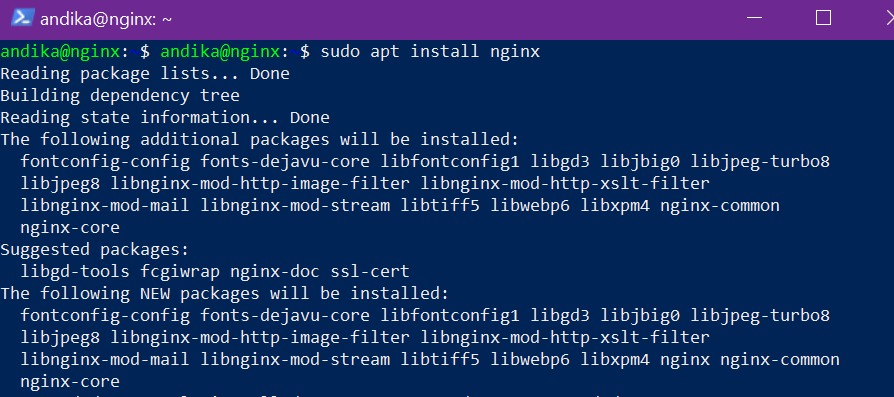 andika@nginx: ~
andika@nginx: $ andika@nginx: $ sudo apt install nginx
Reading package lists... Done
Building dependency tree
Reading state information... Done
The following additional packages will be installed:
  fontconfig-config fonts-dejavu-core libfontconfig1 libgd3 libjbig0 libjpeg-turbo8
  libjpeg8 libnginx-mod-http-image-filter libnginx-mod-http-xslt-filter
  libnginx-mod-mail libnginx-mod-stream libtiff5 libwebp6 libxpm4 nginx-common
  nginx-core
Suggested packages:
  libgd-tools fcgiwrap nginx-doc ssl-cert
The following NEW packages will be installed:
  fontconfig-config fonts-dejavu-core libfontconfig1 libgd3 libjbig0 libjpeg-turbo8
  libjpeg8 libnginx-mod-http-image-filter libnginx-mod-http-xslt-filter
  libnginx-mod-mail libnginx-mod-stream libtiff5 libwebp6 libxpm4 nginx nginx-common
  nginx-core